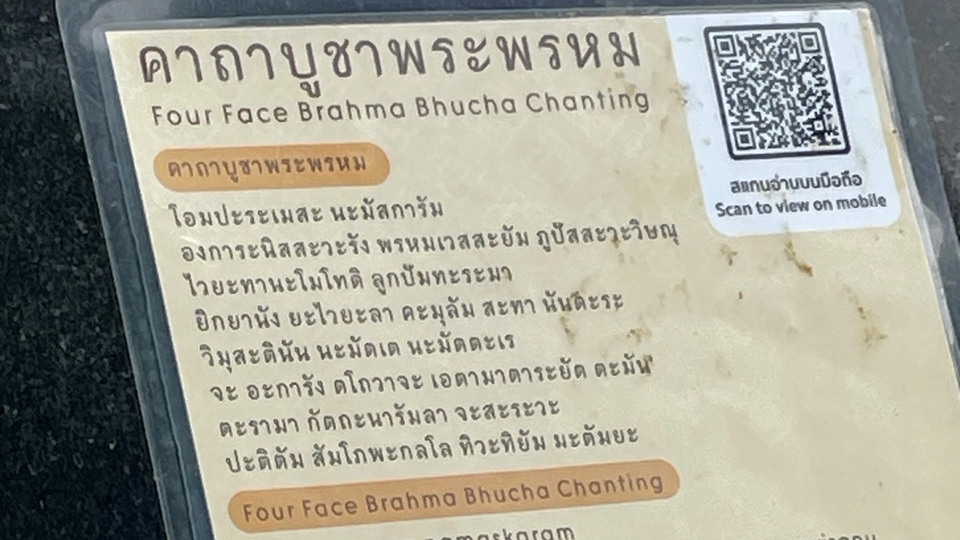 คาถาบูชาพระพรหม
Four Face Brahma Bhucha Chanting
สแกนอ่านบนมือถือ
Scan to view on mobile
คาถาบูชาพระพรหม
โอมปะระเมสะ นะมัสการัม
องการะนิสสะวะรัง พรหมเวสสะยัม ภูปัสสะวะวิษณุ
ไวยะทานะโมโทติ ลูกปัมทะระมา
ยิกยานัง ยะไวยะลา คะมุลัม สะทา นันตะระ
วิมุสะตินัน นะมัตเต นะมัตตะเร
จะ อะการัง ตโถวาจะ เอตามาตาระยัต ตะมัน
ตะรามา กัตถะนารัมลา จะสะระวะ
ปะติตัม สัมโภพะกลโล ทิวะทิยัม มะตัมยะ
Four Face Brahma Bhucha Chanting
namaskaram